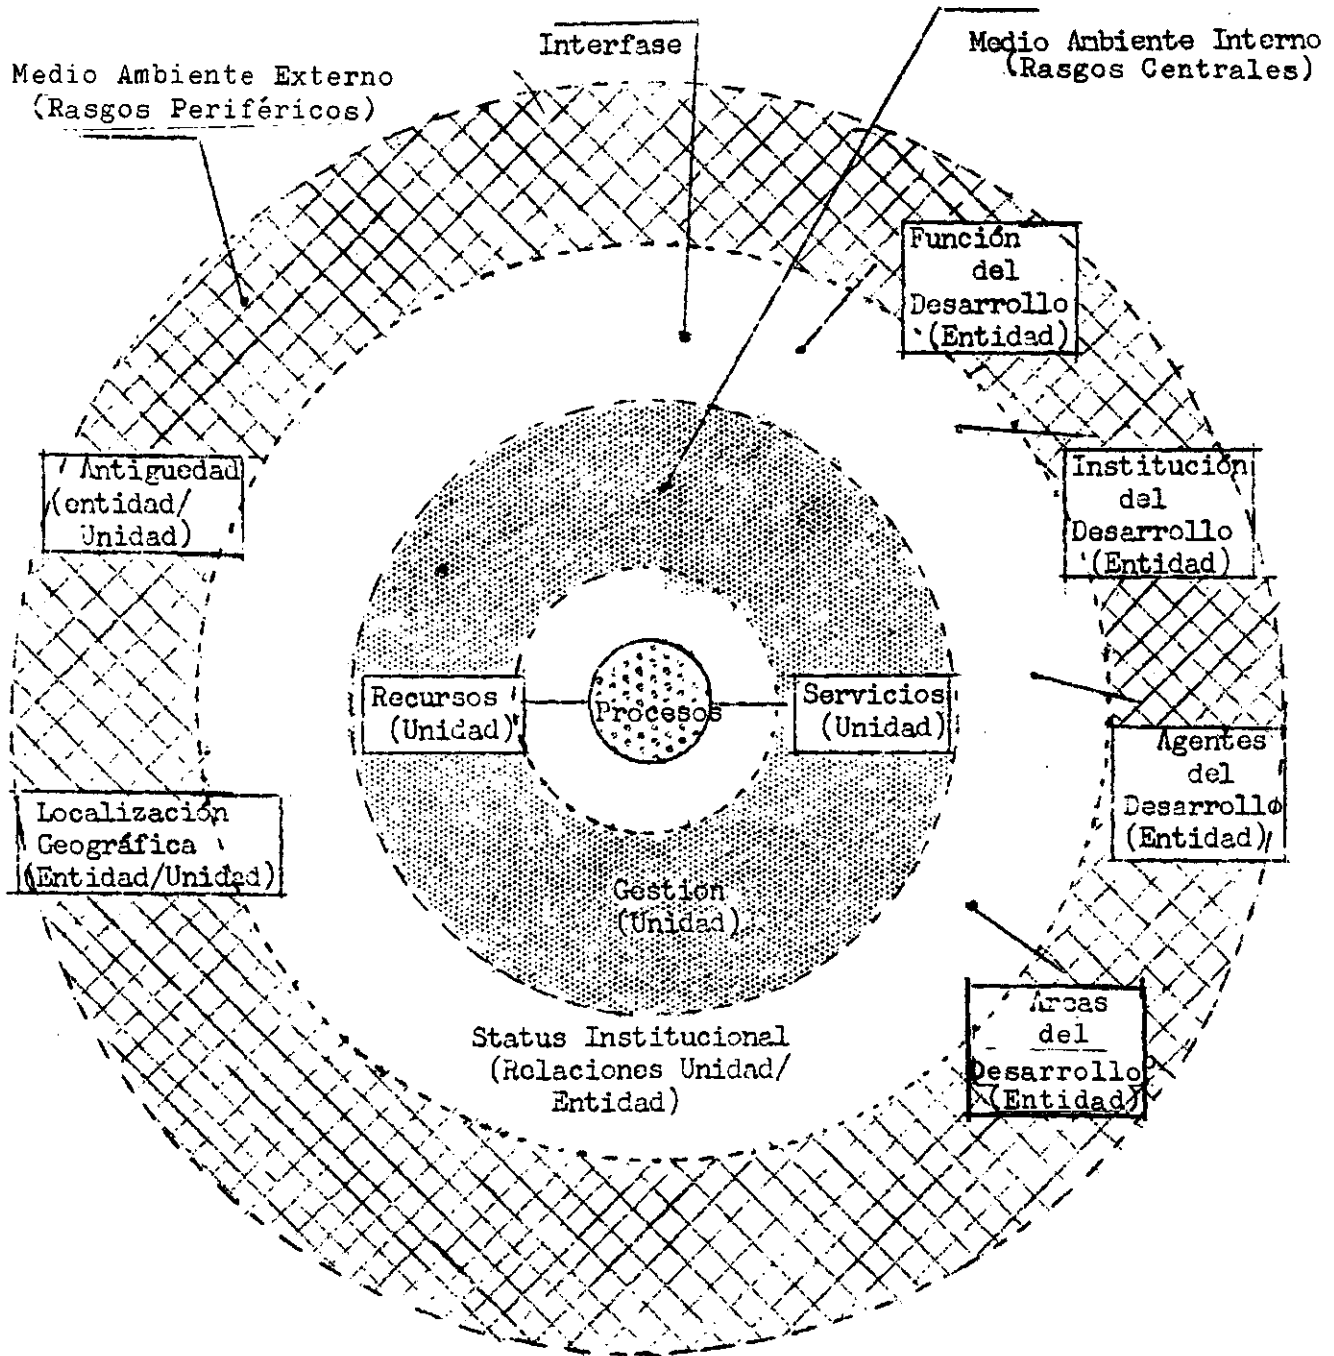 Interfase
Medio Ambiente Interno
(Rasgos Centrales)
Medio Ambiente Externo
(Rasgos Periféricos)
Función
del
Desarrollo
(Entidad)
Antiguedad
(entidad/
Unidad)
Institución
del
Desarrollo
(Entidad)
Recursos
(Unidad)
Procesos
Servicios
(Unidad)
Agentes
del
Desarrollo
(Entidad)
Localización
Geográfica
(Entidad/Unidad)
Gestión
(Unidad)
Areas
del
Desarrollo
(Entidad)
Status Institucional
(Relaciones Unidad/
Entidad)